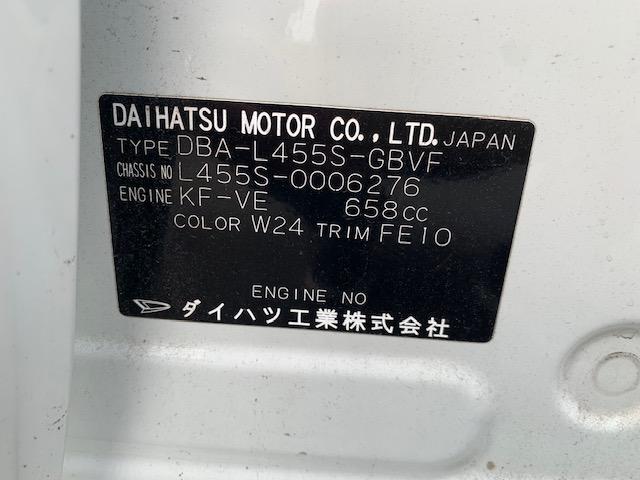 DAIHATSU MOTOR CO., LTD. JAPAN
TYPE DBA-L455S-GBVF
CHASSIS NO L455S-0006276
ENGINE KF-VE 658cc
COLOR W24 TRIM FE10
ENGINE NO
ダイハツ工業株式会社